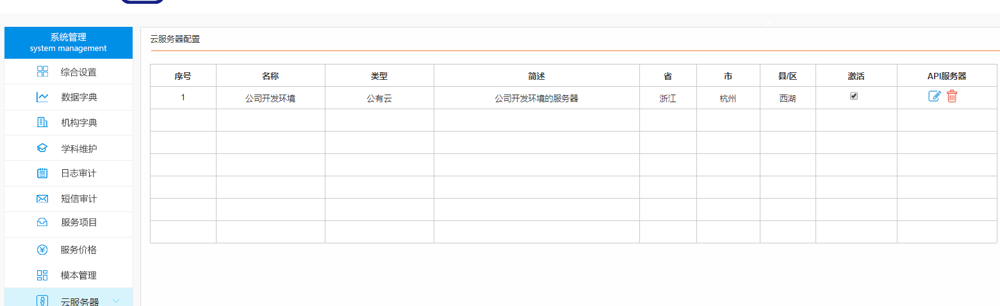 系统管理
system management
综合设置
数据字典
机构字典
学科维护
日志审计
短信审计
服务项目
服务价格
模本管理
云服务器
云服务器配置
序号 名称 类型 简述 省 市 县/区 激活 API服务器
1 公司开发环境 公有云 公司开发环境的服务器 浙江 杭州 西湖